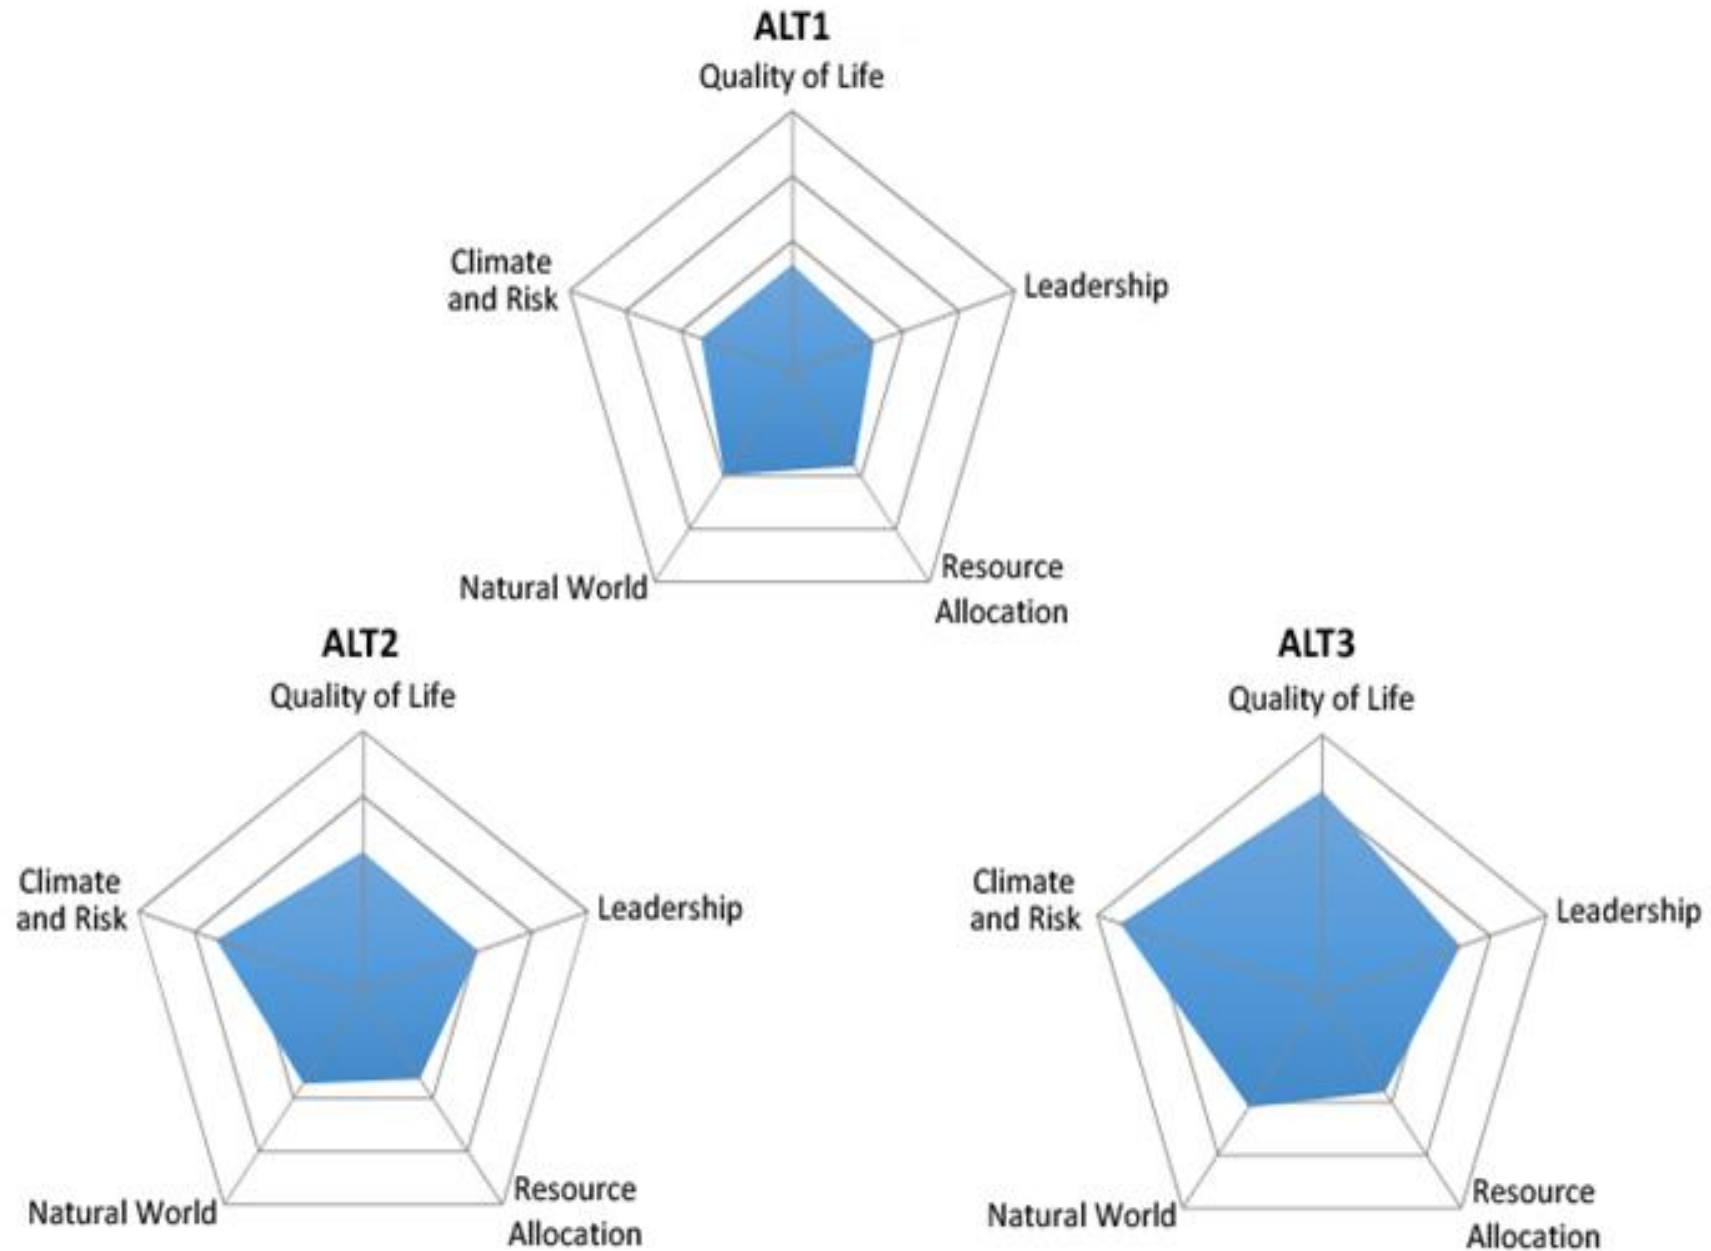 ALT1
Quality of Life
Climate
and Risk
Leadership
Natural World
Resource
Allocation
ALT2
Quality of Life
Climate
and Risk
Leadership
Natural World
Resource
Allocation
ALT3
Quality of Life
Climate
and Risk
Leadership
Natural World
Resource
Allocation